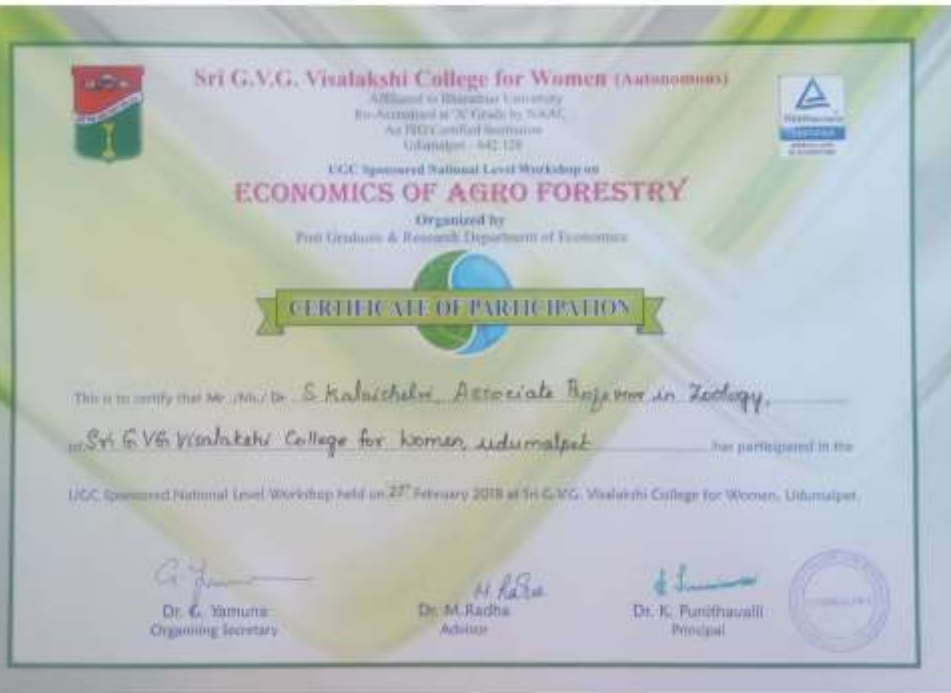 Sri G.V.G. Visalakshi College for Women (Autonomous)
Affiliated to Bharathiar University
Re-Accredited at 'A' Grade by NAAC
An ISO Certified Institution
Udumalpet - 642 128
UGC Sponsored National Level Workshop on
ECONOMICS OF AGRO FORESTRY
Organized by
Post Graduate & Research Department of Economics
CERTIFICATE OF PARTICIPATION
This is to certify that Mr./Ms./ Dr S. Kalaichelvi, Associate Professor in Zoology,
of Sri G.VG. Visalakshi College for Women, udumalpet has participated in the
UGC Sponsored National Level Workshop held on 27th February 2018 at Sri G.V.G. Visalakshi College for Women, Udumalpet.
M. Radha
Dr. G. Yamuna
Organising Secretary
Dr. M. Radha
Advisor
Dr. K. Punithavalli
Principal